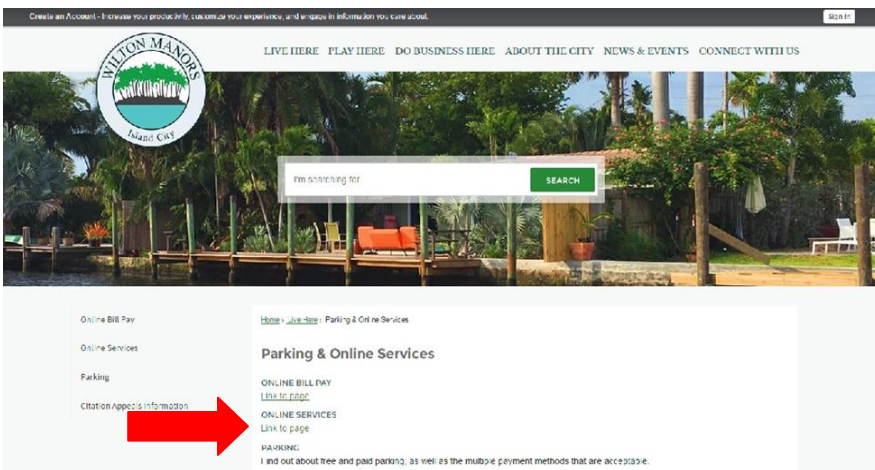 Create an Account - Increase your productivity, customize your experience, and engage in information you care about.
Sign In
WILTON MANORS
Island City
LIVE HERE PLAY HERE DO BUSINESS HERE ABOUT THE CITY NEWS & EVENTS CONNECT WITH US
I'm searching for
SEARCH
Online Bill Pay
Online Services
Parking
Citation Appeals Information
Home › Live Here › Parking & Online Services
Parking & Online Services
ONLINE BILL PAY
Link to page
ONLINE SERVICES
Link to page
PARKING
Find out about free and paid parking, as well as the multiple payment methods that are acceptable.